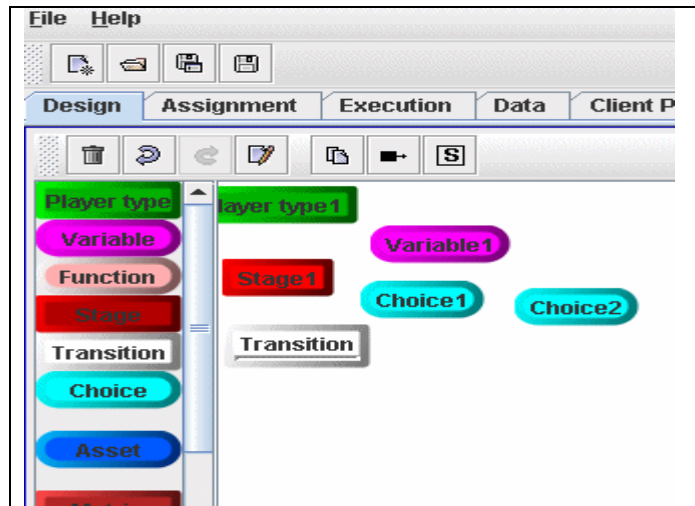 File Help
Design Assignment Execution Data Client P
S
Player type
Variable
Function
Stage
Transition
Choice
Asset
layer type1
Variable1
Stage1
Choice1
Choice2
Transition